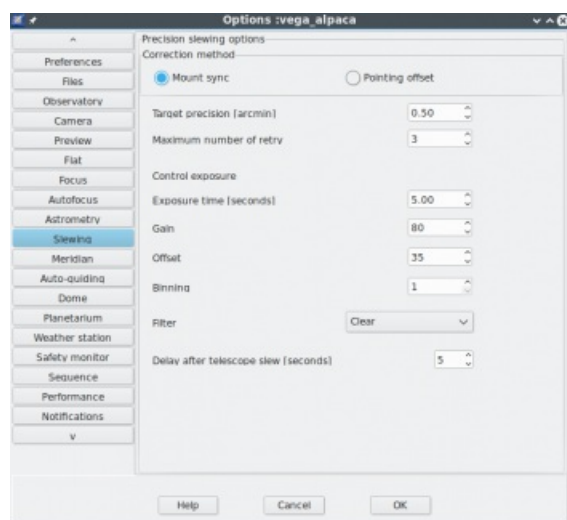 Options :vega_alpaca
^
Preferences
Files
Observatory
Camera
Preview
Flat
Focus
Autofocus
Astrometry
Slewing
Meridian
Auto-guiding
Dome
Planetarium
Weather station
Safety monitor
Sequence
Performance
Notifications
v
Precision slewing options
Correction method
Mount sync
Pointing offset
Target precision [arcmin] 0.50
Maximum number of retry 3
Control exposure
Exposure time [seconds] 5.00
Gain 80
Offset 35
Binning 1
Filter Clear
Delay after telescope slew [seconds] 5
Help Cancel OK